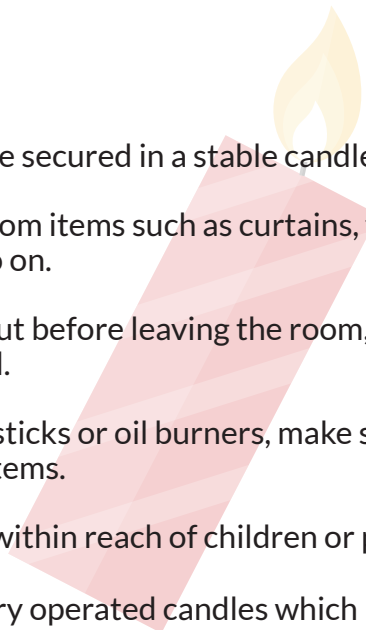 e secured in a stable candle
om items such as curtains,
o on.
ut before leaving the room,
l.
sticks or oil burners, make s
tems.
within reach of children or p
ry operated candles which